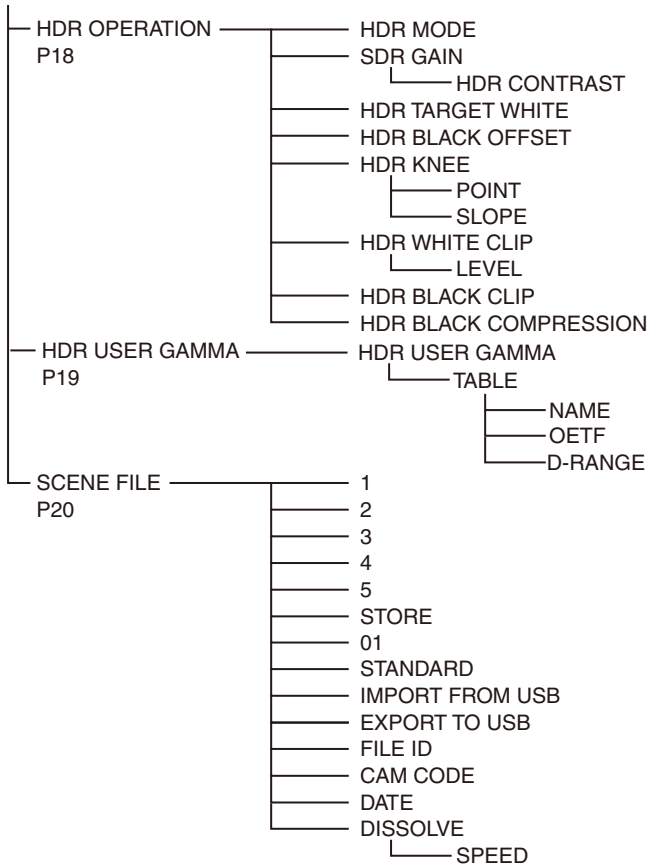 HDR OPERATION
P18
HDR MODE
SDR GAIN
HDR CONTRAST
HDR TARGET WHITE
HDR BLACK OFFSET
HDR KNEE
POINT
SLOPE
HDR WHITE CLIP
LEVEL
HDR BLACK CLIP
HDR BLACK COMPRESSION
HDR USER GAMMA
P19
HDR USER GAMMA
TABLE
NAME
OETF
D-RANGE
SCENE FILE
P20
1
2
3
4
5
STORE
01
STANDARD
IMPORT FROM USB
EXPORT TO USB
FILE ID
CAM CODE
DATE
DISSOLVE
SPEED